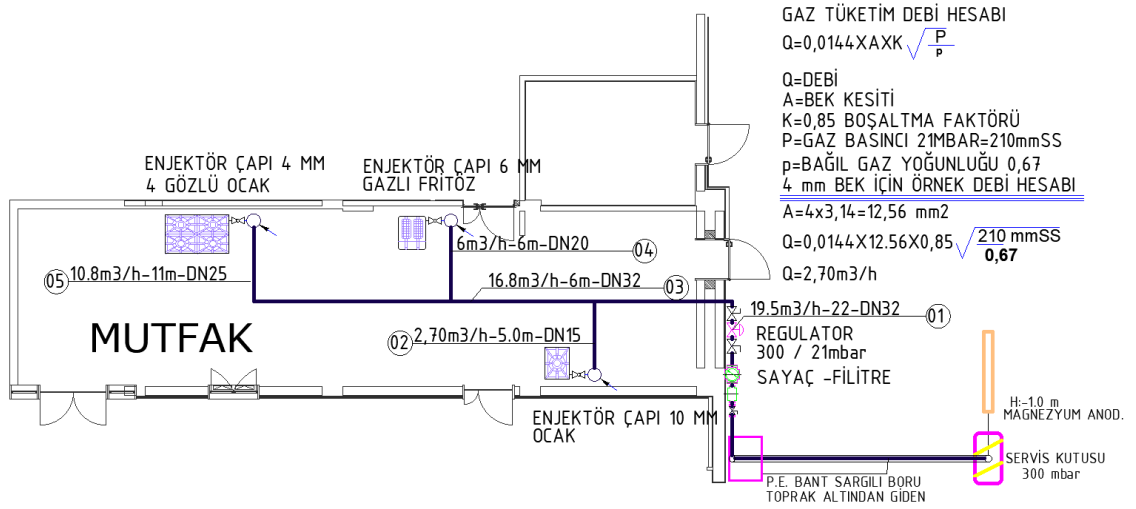 GAZ TÜKETİM DEBİ HESABI
Q=0,0144XAXK √ P
p
Q=DEBİ
A=BEK KESİTİ
K=0,85 BOŞALTMA FAKTÖRÜ
P=GAZ BASINCI 21MBAR=210mmSS
p=BAĞIL GAZ YOĞUNLUĞU 0,67
4 mm BEK İÇİN ÖRNEK DEBİ HESABI
A=4x3,14=12,56 mm2
Q=0,0144X12.56X0,85 √ 210 mmSS
0,67
Q=2,70m3/h
ENJEKTÖR ÇAPI 4 MM
4 GÖZLÜ OCAK
ENJEKTÖR ÇAPI 6 MM
GAZLI FRİTÖZ
6m3/h-6m-DN20
04
05
10.8m3/h-11m-DN25
16.8m3/h-6m-DN32
03
MUTFAK
02
2,70m3/h-5.0m-DN15
19.5m3/h-22-DN32
01
REGULATOR
300 / 21mbar
SAYAÇ -FİLİTRE
ENJEKTÖR ÇAPI 10 MM
OCAK
H:-1.0 m
MAGNEZYUM ANOD.
SERVİS KUTUSU
300 mbar
P.E. BANT SARGILI BORU
TOPRAK ALTINDAN GİDEN